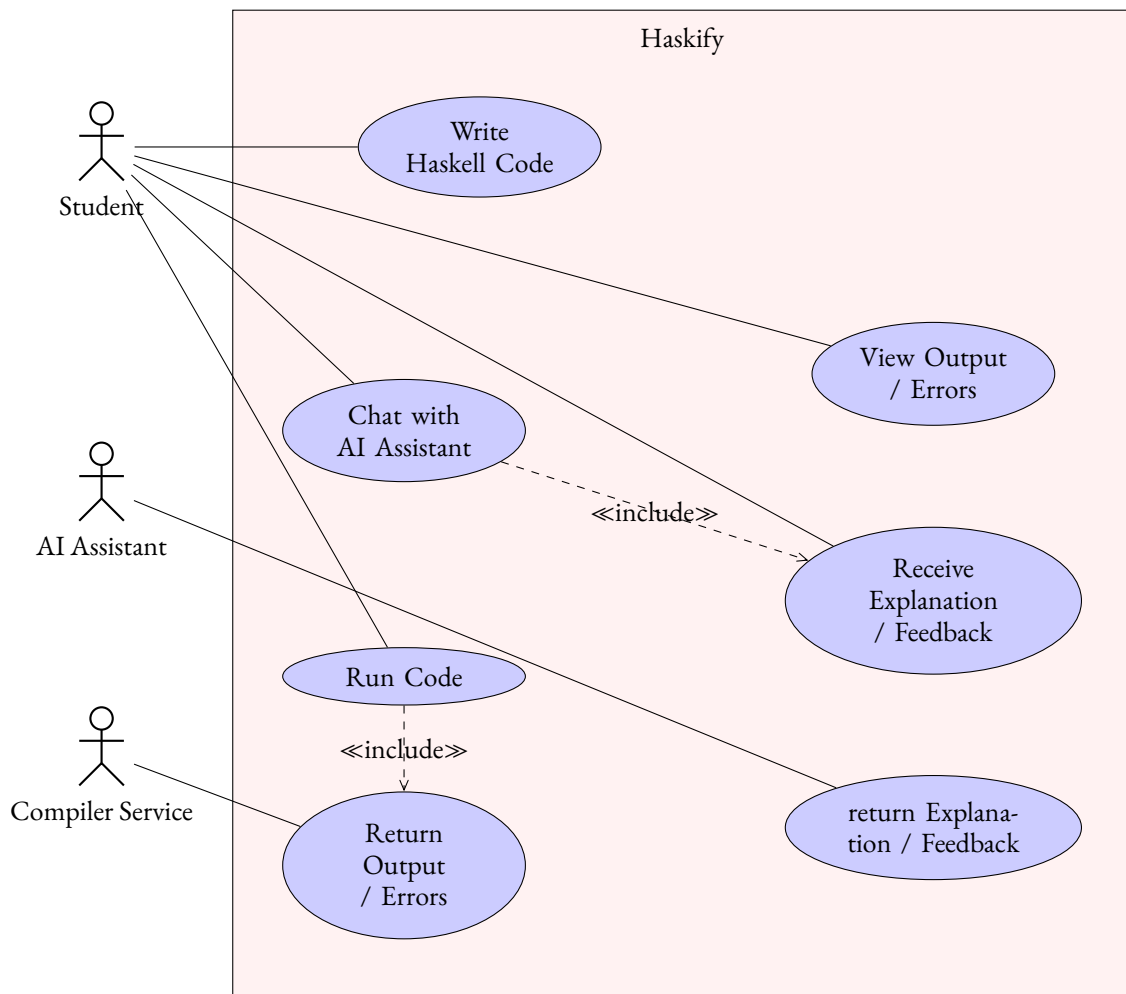 Haskify
Write
Haskell Code
Student
View Output
/ Errors
Chat with
AI Assistant
≪include≫
AI Assistant
Receive
Explanation
/ Feedback
Run Code
≪include≫
Compiler Service
return Explana-
tion / Feedback
Return
Output
/ Errors